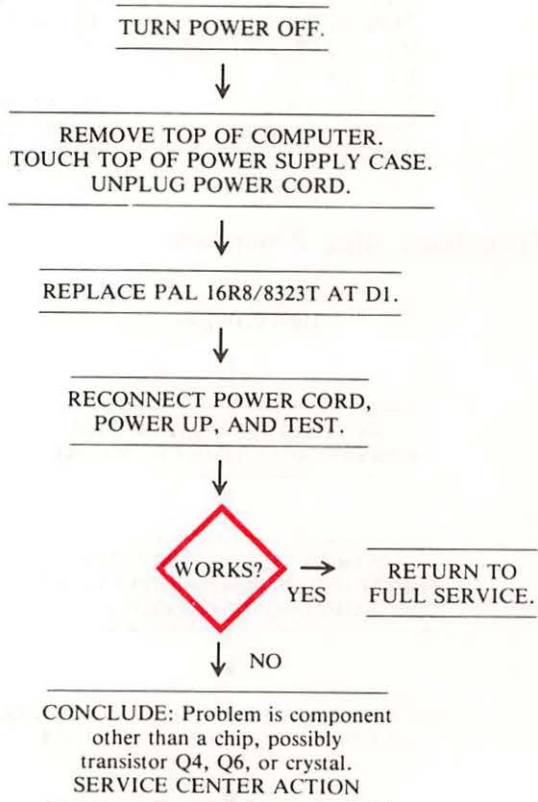 TURN POWER OFF.
REMOVE TOP OF COMPUTER.
TOUCH TOP OF POWER SUPPLY CASE.
UNPLUG POWER CORD.
REPLACE PAL 16R8/8323T AT D1.
RECONNECT POWER CORD,
POWER UP, AND TEST.
WORKS?
YES
RETURN TO
FULL SERVICE.
NO
CONCLUDE: Problem is component
other than a chip, possibly
transistor Q4, Q6, or crystal.
SERVICE CENTER ACTION